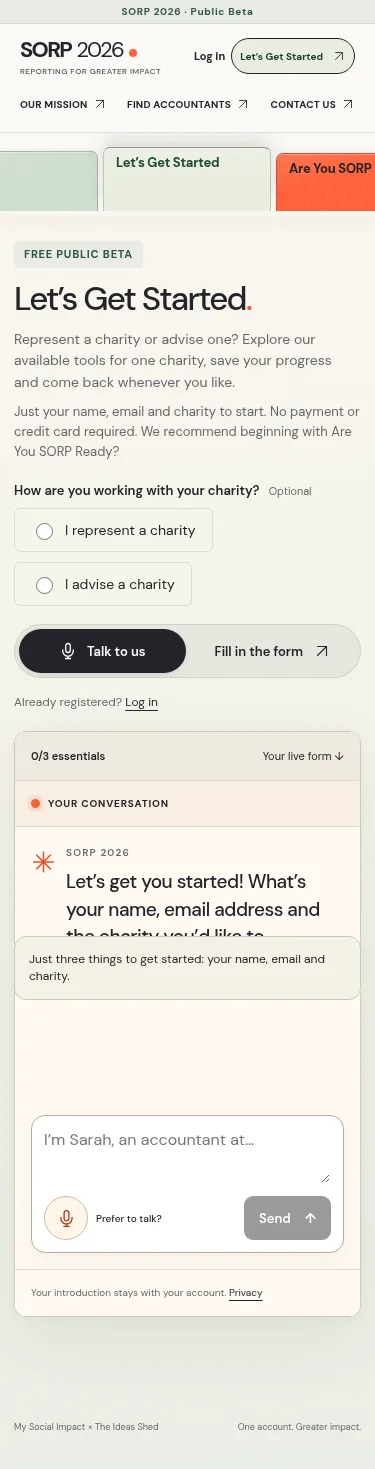 SORP 2026 · Public Beta
SORP 2026
REPORTING FOR GREATER IMPACT
Log in
Let’s Get Started
OUR MISSION
FIND ACCOUNTANTS
CONTACT US
Let’s Get Started
Are You SORP
FREE PUBLIC BETA
Let’s Get Started.
Represent a charity or advise one? Explore our
available tools for one charity, save your progress
and come back whenever you like.
Just your name, email and charity to start. No payment or
credit card required. We recommend beginning with Are
You SORP Ready?
How are you working with your charity? Optional
I represent a charity
I advise a charity
Talk to us
Fill in the form
Already registered? Log in
0/3 essentials
Your live form ↓
YOUR CONVERSATION
SORP 2026
Let’s get you started! What’s
your name, email address and
the charity you’d like to
Just three things to get started: your name, email and
charity.
I’m Sarah, an accountant at...
Prefer to talk?
Send ↑
Your introduction stays with your account. Privacy
My Social Impact × The Ideas Shed
One account. Greater impact.